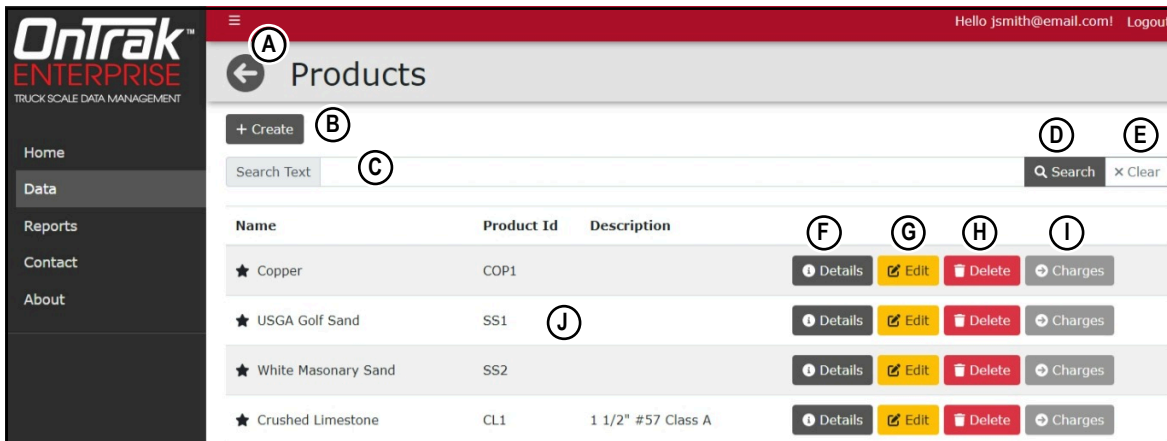 OnTrak™
ENTERPRISE
TRUCK SCALE DATA MANAGEMENT
Home
Data
Reports
Contact
About
Hello jsmith@email.com! Logout
A
Products
+ Create B
Search Text C D Search E × Clear
Name Product Id Description F G H I
★ Copper COP1 Details Edit Delete Charges
★ USGA Golf Sand SS1 J Details Edit Delete Charges
★ White Masonary Sand SS2 Details Edit Delete Charges
★ Crushed Limestone CL1 1 1/2" #57 Class A Details Edit Delete Charges